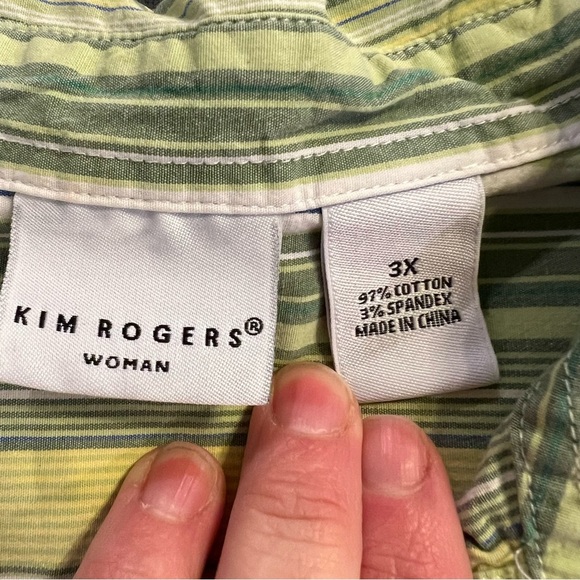 KIM ROGERS®
WOMAN
3X
97% COTTON
3% SPANDEX
MADE IN CHINA